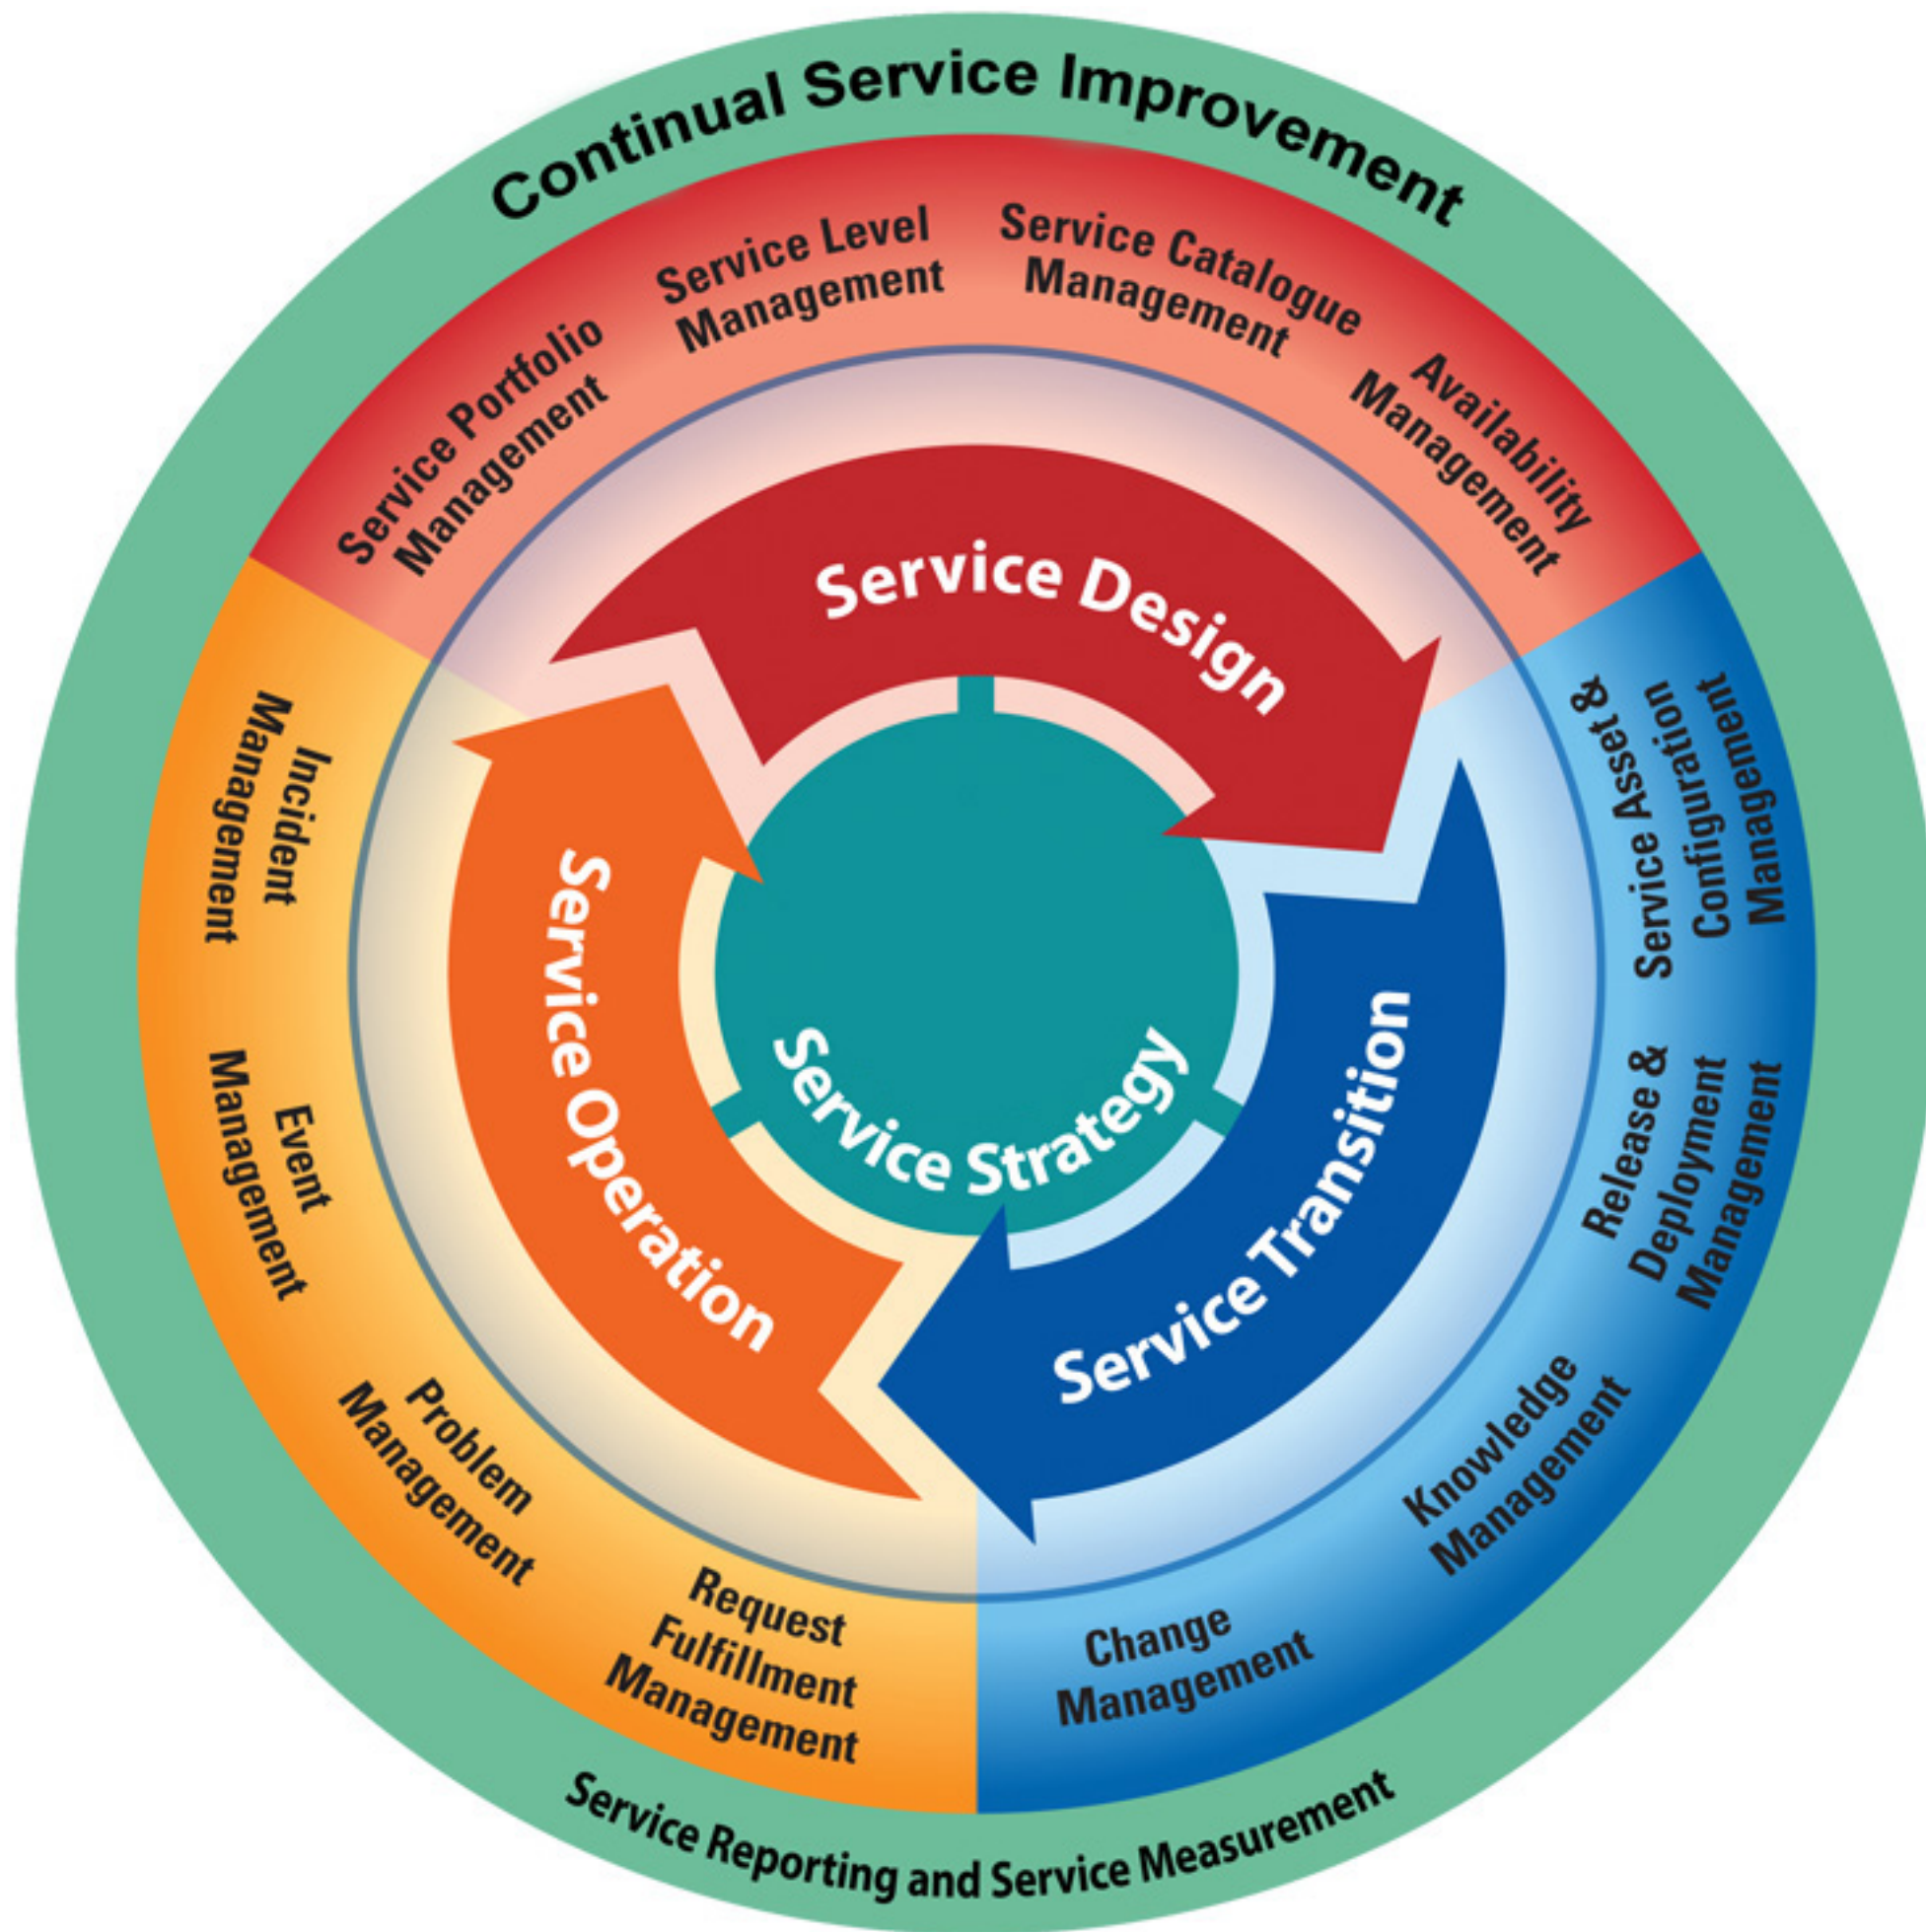 Continual Service Improvement
Service Portfolio
Management
Service Level
Management
Service Catalogue
Management
Availability
Management
Service Asset &
Configuration
Management
Release &
Deployment
Management
Knowledge
Management
Change
Management
Request
Fulfillment
Management
Problem
Management
Event
Management
Incident
Management
Service Design
Service Transition
Service Operation
Service Strategy
Service Reporting and Service Measurement